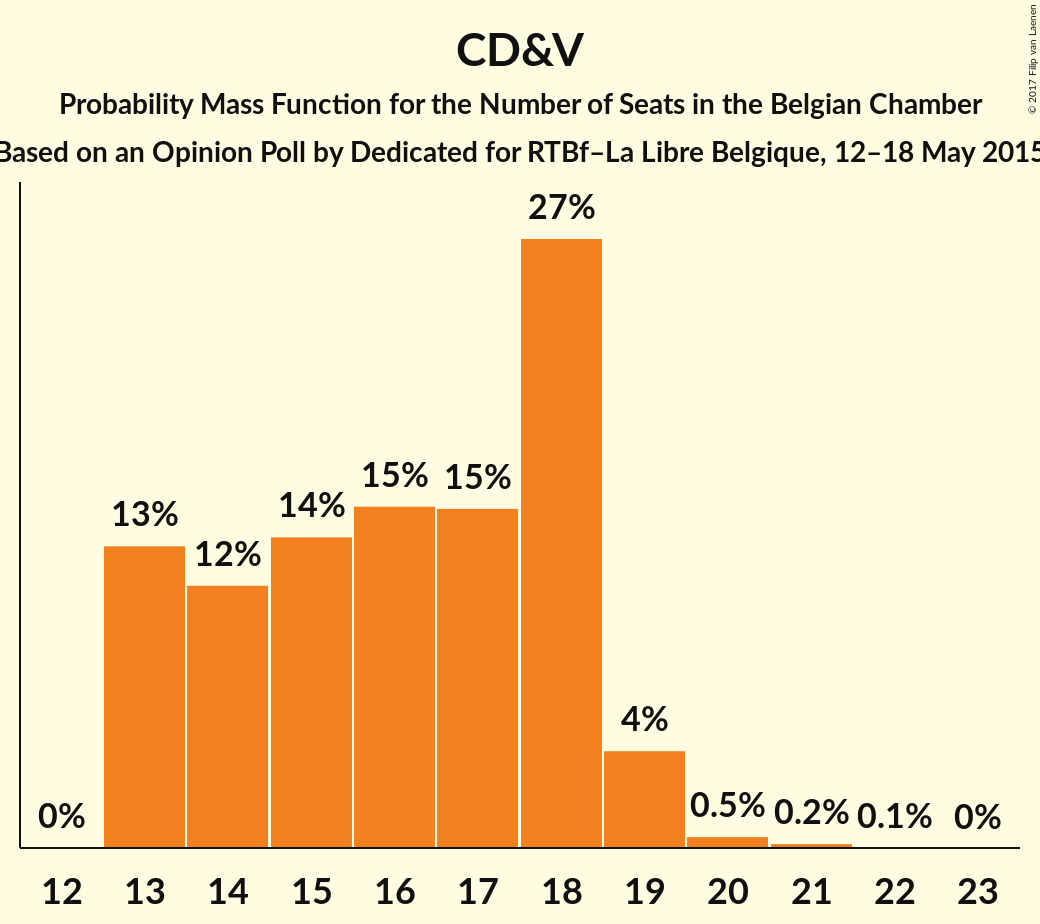 CD&V
Probability Mass Function for the Number of Seats in the Belgian Chamber
Based on an Opinion Poll by Dedicated for RTBf–La Libre Belgique, 12–18 May 2015
© 2017 Filip van Laenen
0% 13% 12% 14% 15% 15% 27% 4% 0.5% 0.2% 0.1% 0%
12 13 14 15 16 17 18 19 20 21 22 23